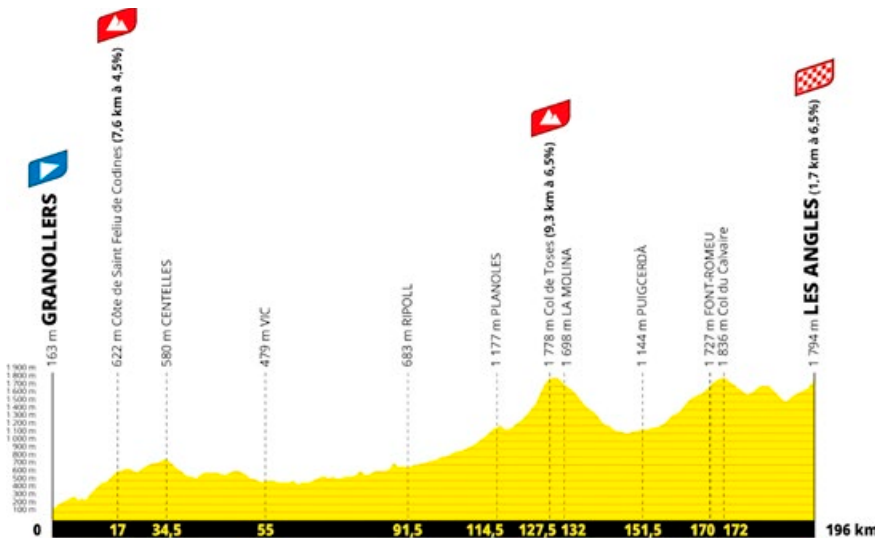 163 m GRANOLLERS
622 m Côte de Saint Feliu de Codines (7,6 km à 4,5%)
580 m CENTELLES
479 m VIC
683 m RIPOLL
1 177 m PLANOLES
1 778 m Col de Toses (9,3 km à 6,5%)
1 698 m LA MOLINA
1 144 m PUIGCERDÀ
1 727 m FONT-ROMEU
1 836 m Col du Calvaire
1 794 m LES ANGLES (1,7 km à 6,5%)
1 900 m
1 800 m
1 700 m
1 600 m
1 500 m
1 400 m
1 300 m
1 200 m
1 100 m
1 000 m
900 m
800 m
700 m
600 m
500 m
400 m
300 m
200 m
100 m
0 17 34,5 55 91,5 114,5 127,5 132 151,5 170 172 196 km